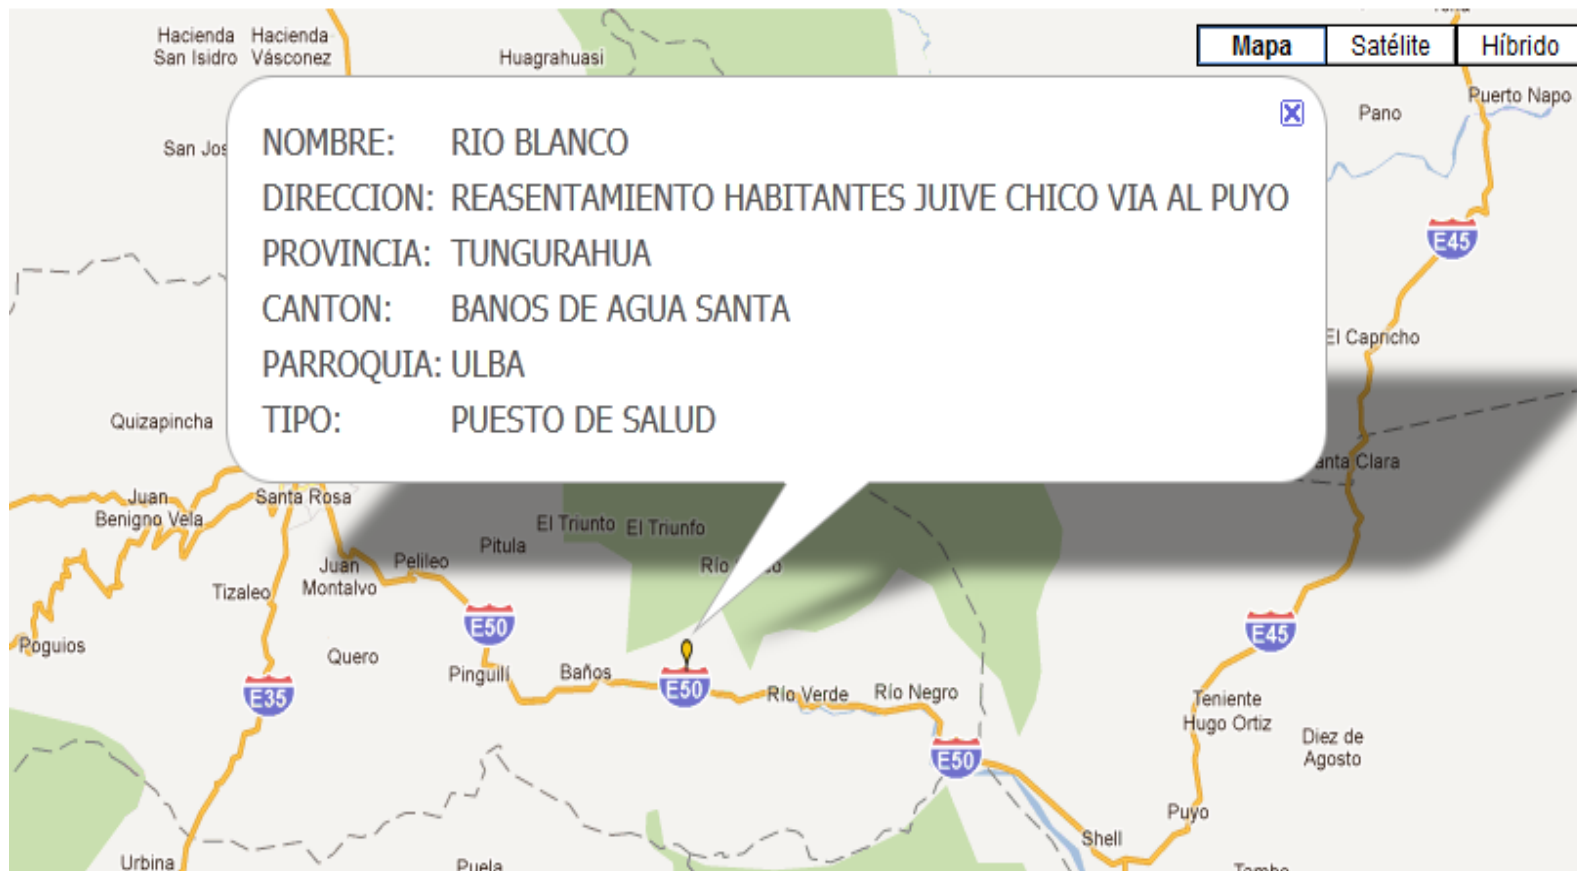 Hacienda San Isidro
Hacienda Vásconez
Huagrahuasi
Mapa
Satélite
Híbrido
Puerto Napo
Pano
San Jos
NOMBRE: RIO BLANCO
DIRECCION: REASENTAMIENTO HABITANTES JUIVE CHICO VIA AL PUYO
PROVINCIA: TUNGURAHUA
CANTON: BANOS DE AGUA SANTA
PARROQUIA: ULBA
TIPO: PUESTO DE SALUD
E45
El Capricho
Quizapincha
anta Clara
Juan
Benigno Vela
Santa Rosa
El Triunto
El Triunfo
Pitula
Río
Juan
Montalvo
Pelileo
Tizaleo
E50
E45
Poguios
Quero
Pinguilí
Baños
E50
E35
Río Verde
Río Negro
Teniente
Hugo Ortiz
Diez de
Agosto
E50
Puyo
Shell
Urbina
Puela